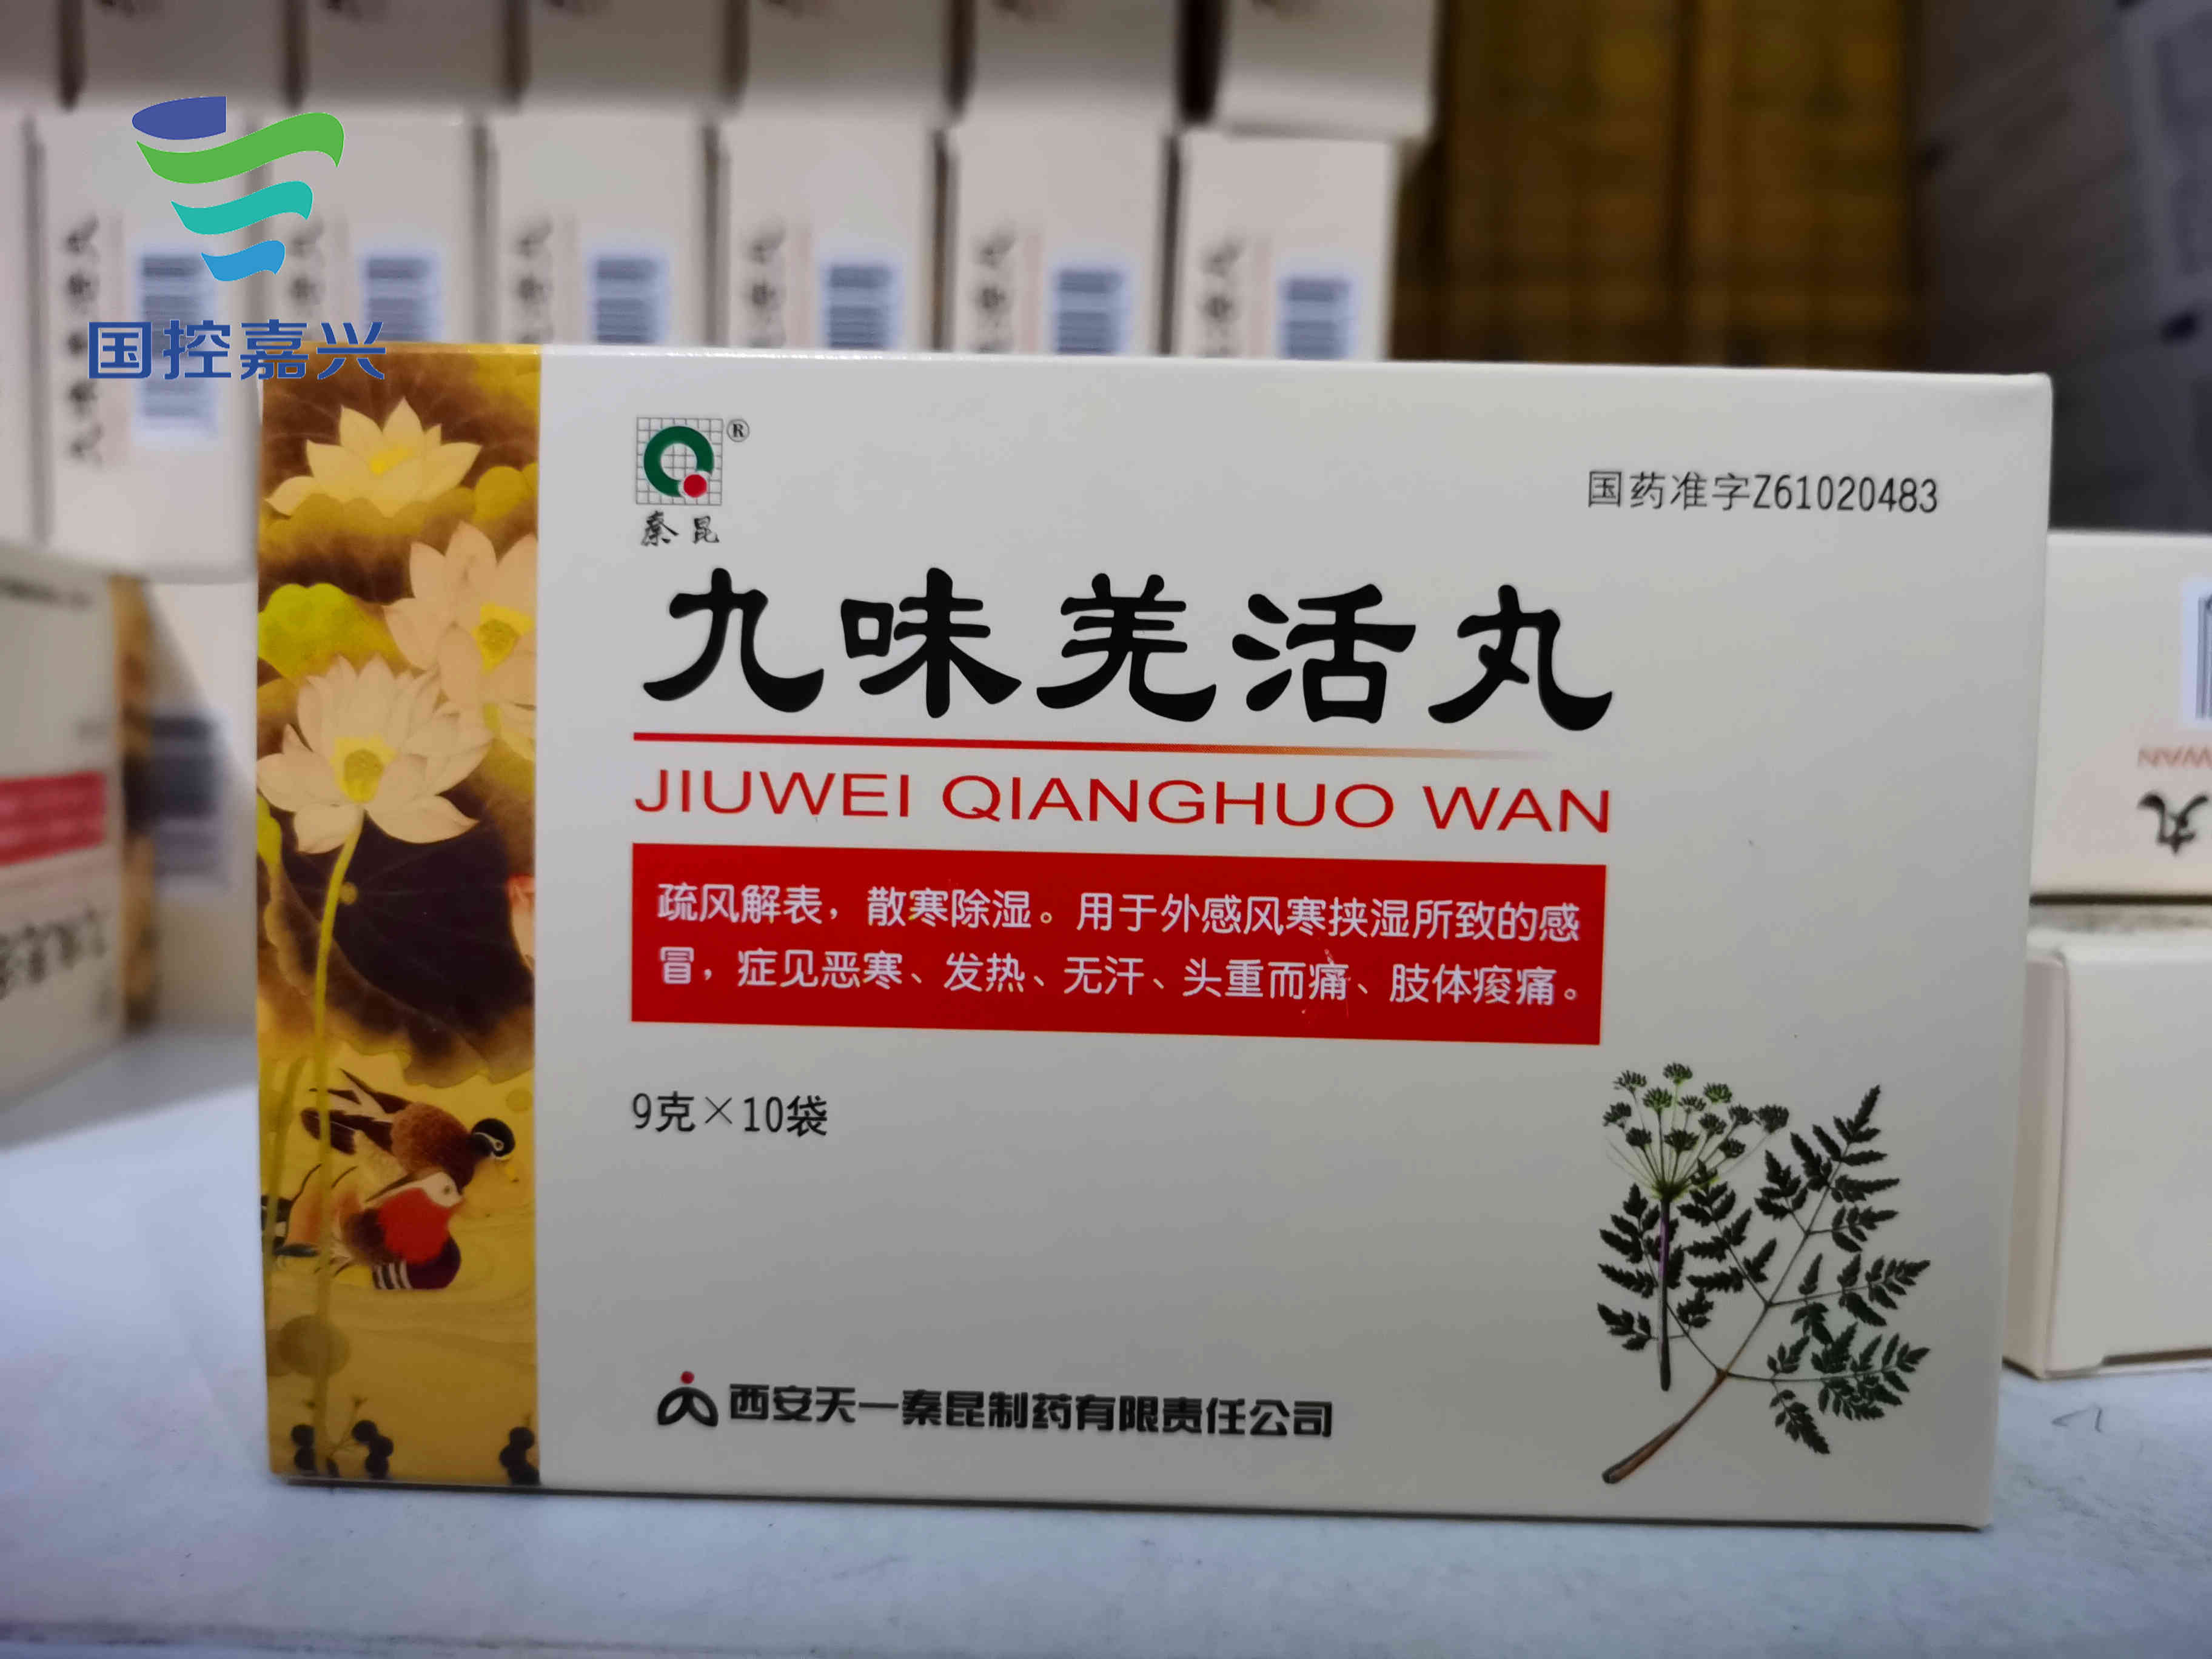 国控嘉兴
®
秦昆
国药准字Z61020483
九味羌活丸
JIUWEI QIANGHUO WAN
疏风解表，散寒除湿。用于外感风寒挟湿所致的感
冒，症见恶寒、发热、无汗、头重而痛、肢体痠痛。
9克×10袋
西安天一秦昆制药有限责任公司
WAN
丸